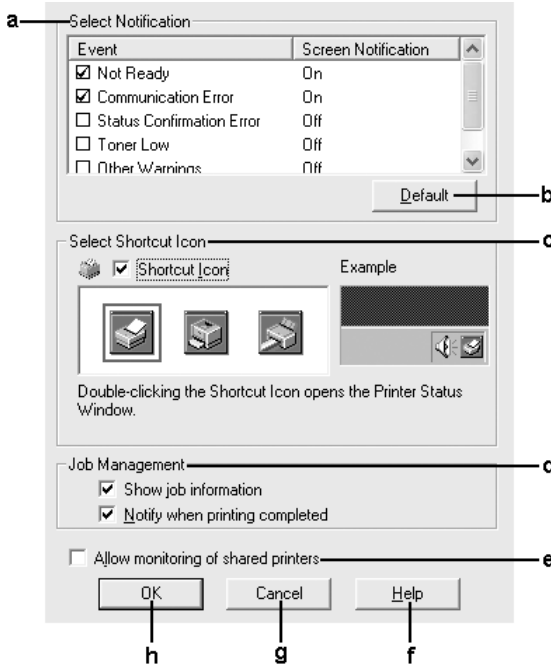 a
Select Notification
Event Screen Notification
Not Ready On
Communication Error On
Status Confirmation Error Off
Toner Low Off
Other Warnings Off
Default b
Select Shortcut Icon c
Shortcut Icon Example
Double-clicking the Shortcut Icon opens the Printer Status
Window.
Job Management d
Show job information
Notify when printing completed
Allow monitoring of shared printers e
OK Cancel Help
h g f